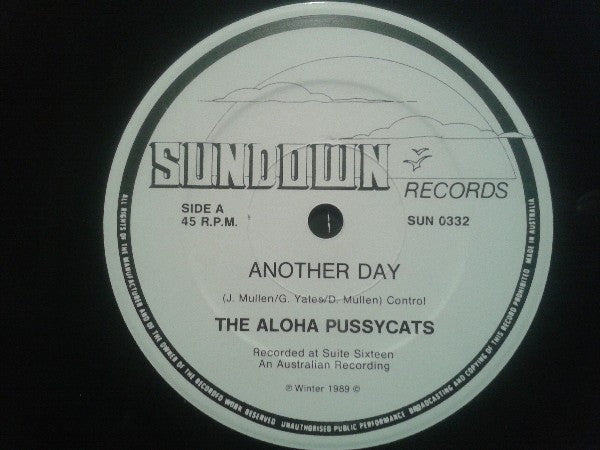 SUNDOWN
RECORDS
SIDE A
45 R.P.M.
SUN 0332
ANOTHER DAY
(J. Mullen/G. Yates/D. Mullen) Control
THE ALOHA PUSSYCATS
Recorded at Suite Sixteen
An Australian Recording
℗ Winter 1989 ©
ALL RIGHTS OF THE MANUFACTURER AND OF THE OWNER OF THE RECORDED WORK RESERVED UNAUTHORISED PUBLIC PERFORMANCE BROADCASTING AND COPYING OF THIS RECORD PROHIBITED MADE IN AUSTRALIA